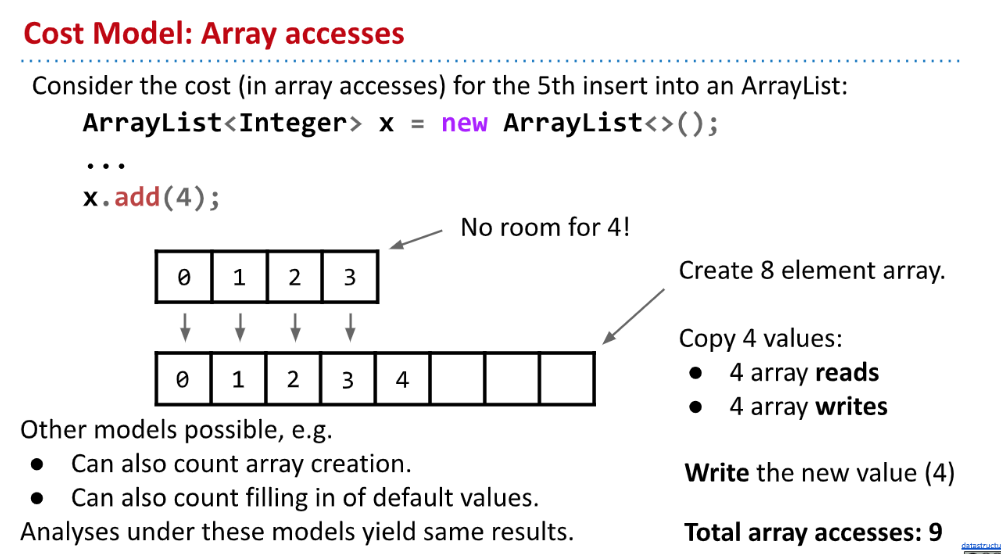 Cost Model: Array accesses
Consider the cost (in array accesses) for the 5th insert into an ArrayList:
ArrayList<Integer> x = new ArrayList<>();
...
x.add(4);
No room for 4!
0 1 2 3
Create 8 element array.
Copy 4 values:
● 4 array reads
● 4 array writes
0 1 2 3 4
Other models possible, e.g.
● Can also count array creation.
● Can also count filling in of default values.
Analyses under these models yield same results.
Write the new value (4)
Total array accesses: 9
datastructu